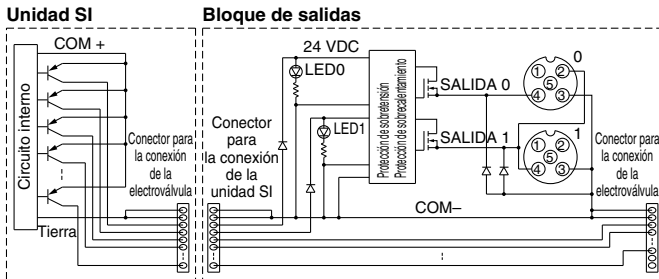 Unidad SI
Bloque de salidas
COM +
Circuito interno
Tierra
Conector para
la conexión
de la
electroválvula
Conector
para
la conexión
de la
unidad SI
24 VDC
LED0
LED1
Protección de sobretensión
Protección de sobrecalentamiento
SALIDA 0
SALIDA 1
COM–
0
1
2
5
4
3
1
1
2
5
4
3
Conector para
la conexión
de la
electroválvula